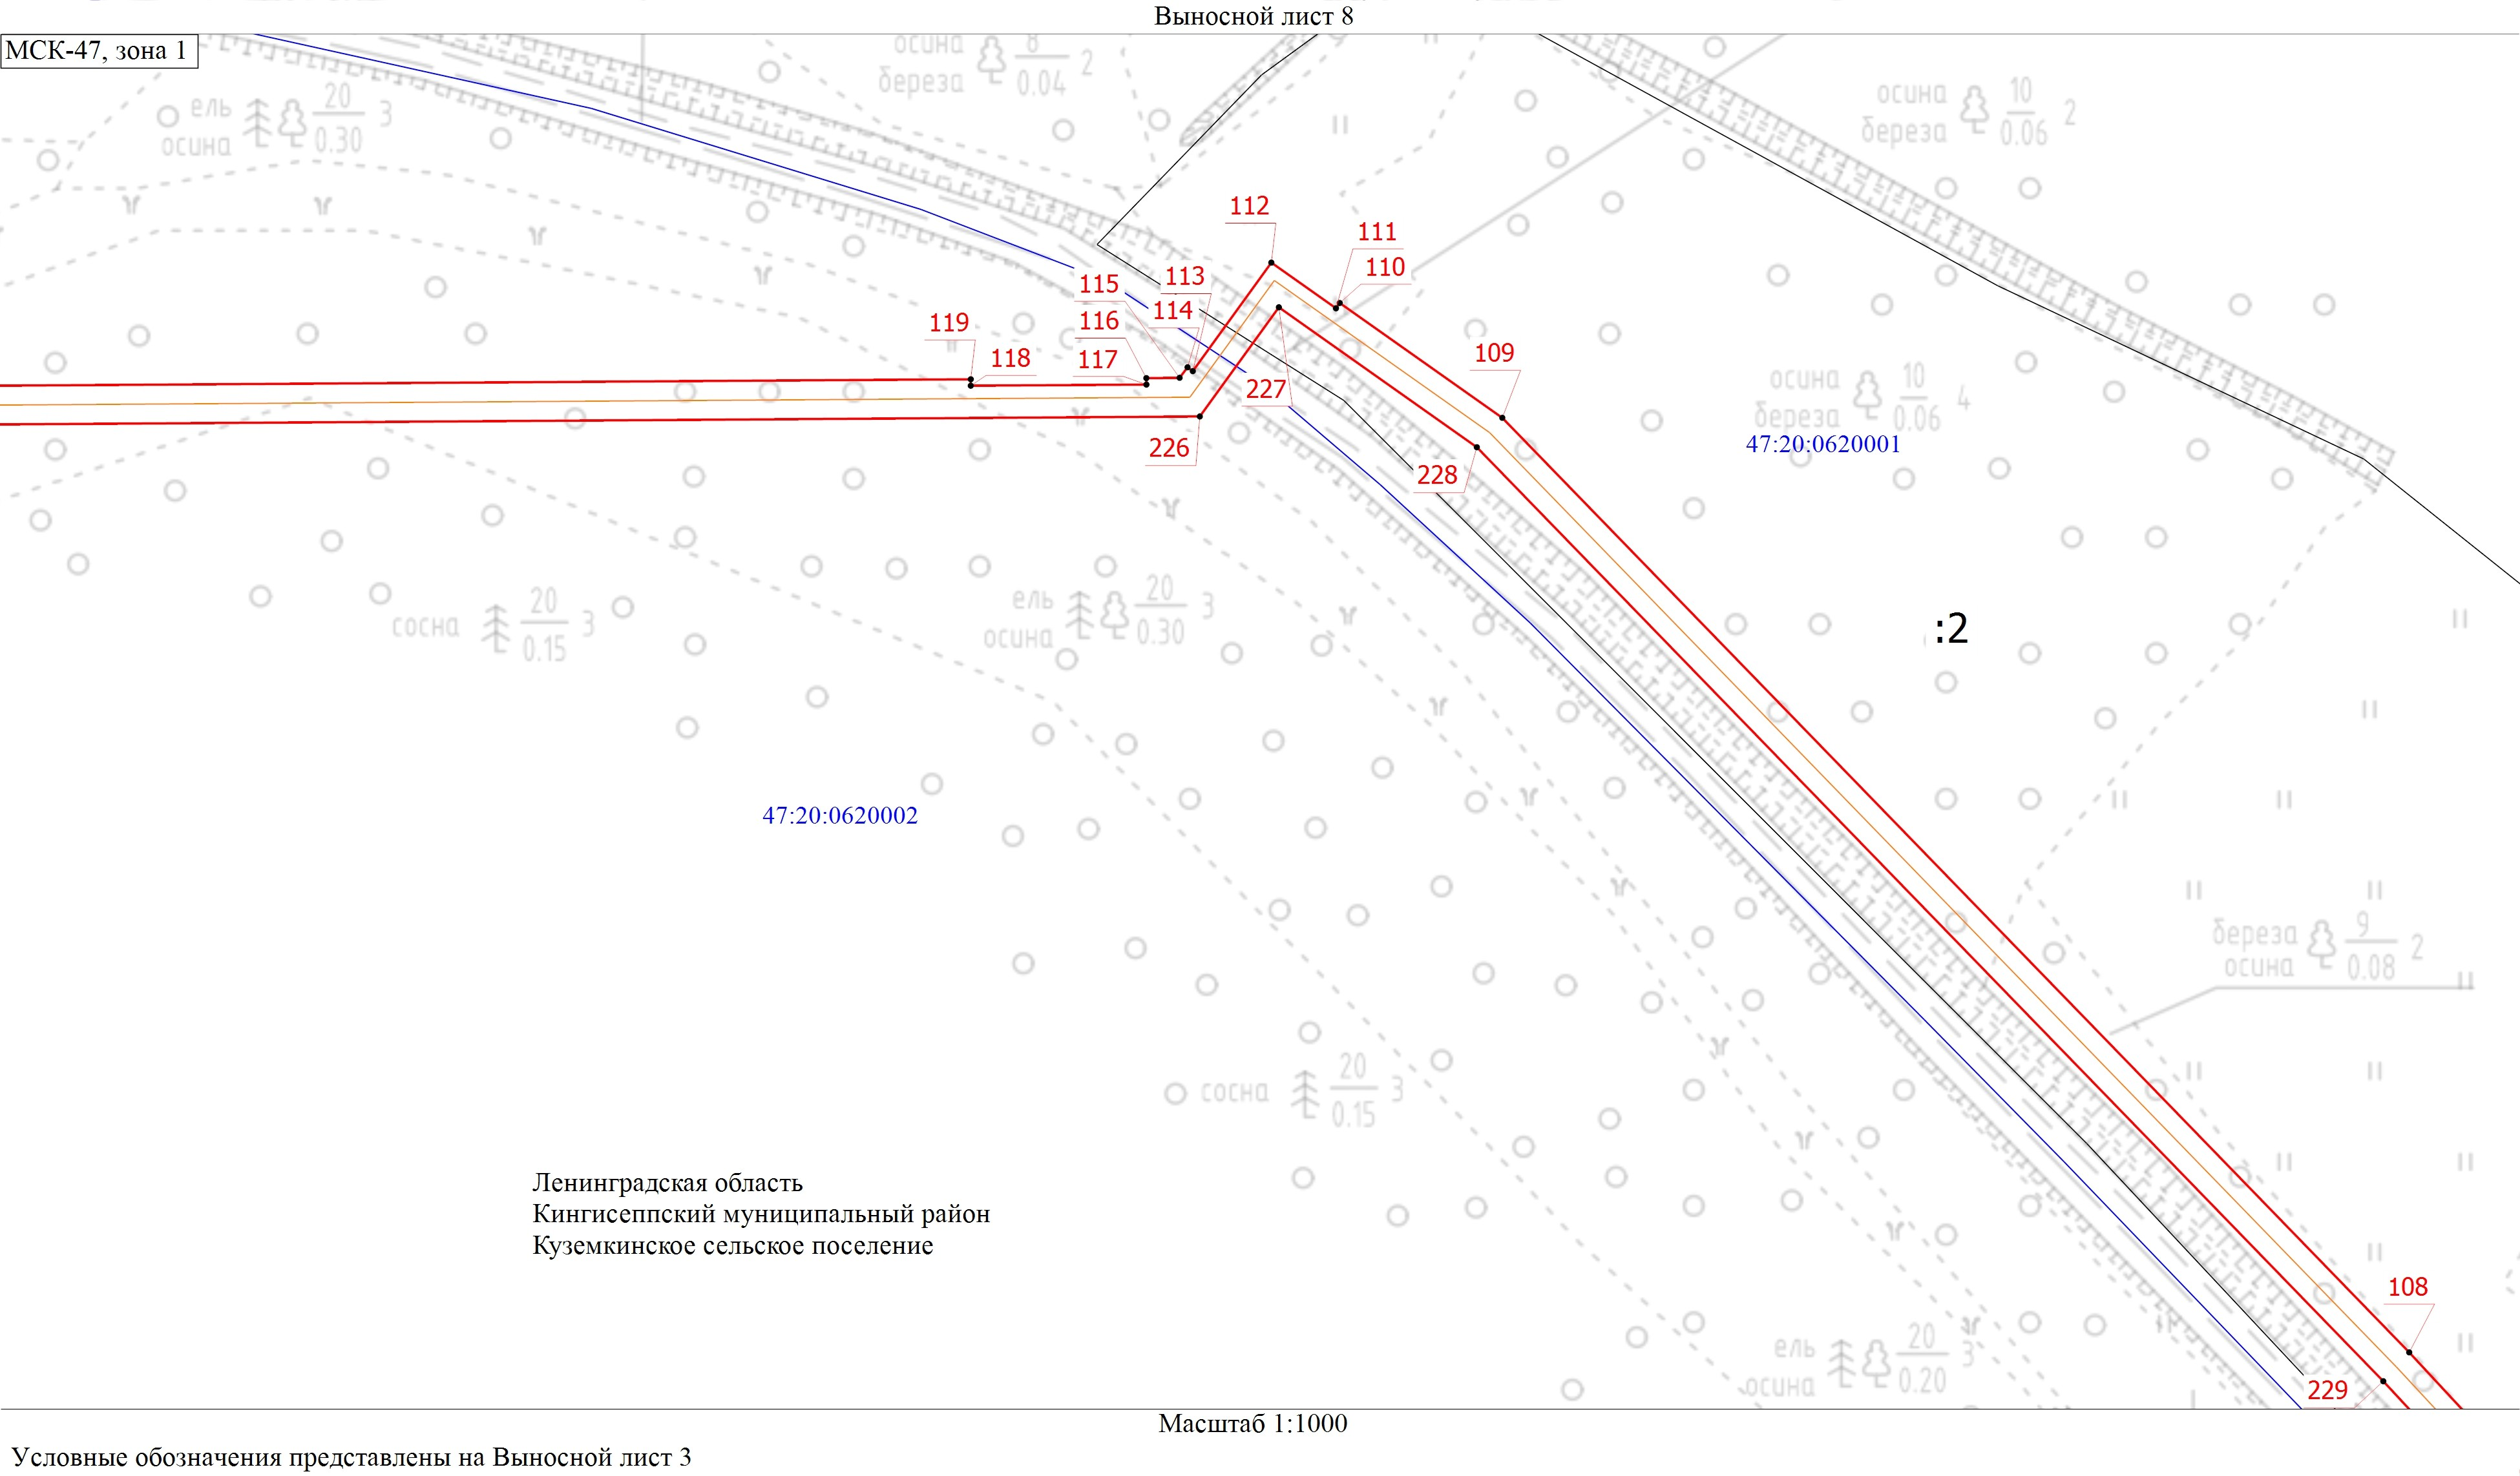 Выносной лист 8
МСК-47, зона 1
осина
береза
8
0.04
2
ель
осина
20
0.30
3
осина
береза
10
0.06
2
112
111
110
113
115
114
116
119
118
117
109
227
226
228
осина
береза
10
0.06
4
47:20:0620001
ель
осина
20
0.30
3
сосна
20
0.15
3
:2
47:20:0620002
береза
осина
9
0.08
2
сосна
20
0.15
3
Ленинградская область
Кингисеппский муниципальный район
Куземкинское сельское поселение
108
ель
осина
20
0.20
3
229
Масштаб 1:1000
Условные обозначения представлены на Выносной лист 3